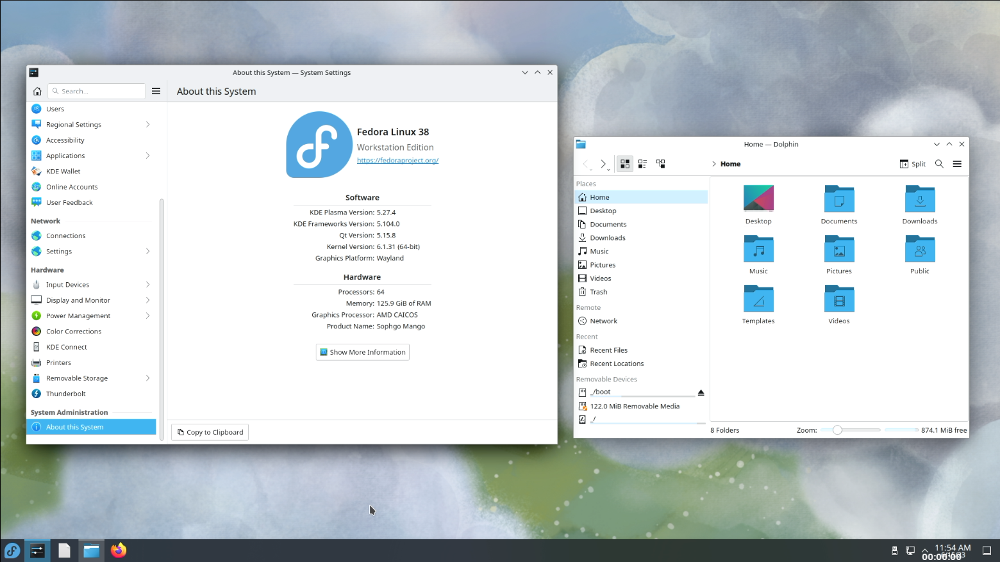 About this System — System Settings
Search...
About this System
Users
Regional Settings
Accessibility
Applications
KDE Wallet
Online Accounts
User Feedback
Network
Connections
Settings
Hardware
Input Devices
Display and Monitor
Power Management
Color Corrections
KDE Connect
Printers
Removable Storage
Thunderbolt
System Administration
About this System
Fedora Linux 38
Workstation Edition
https://fedoraproject.org/
Software
KDE Plasma Version: 5.27.4
KDE Frameworks Version: 5.104.0
Qt Version: 5.15.8
Kernel Version: 6.1.31 (64-bit)
Graphics Platform: Wayland
Hardware
Processors: 64
Memory: 125.9 GiB of RAM
Graphics Processor: AMD CAICOS
Product Name: Sophgo Mango
Show More Information
Copy to Clipboard
Home — Dolphin
Home
Split
Places
Home
Desktop
Documents
Downloads
Music
Pictures
Videos
Trash
Remote
Network
Recent
Recent Files
Recent Locations
Removable Devices
_/boot
122.0 MiB Removable Media
_/
Desktop
Documents
Downloads
Music
Pictures
Public
Templates
Videos
8 Folders
Zoom:
874.1 MiB free
11:54 AM
00:00:00